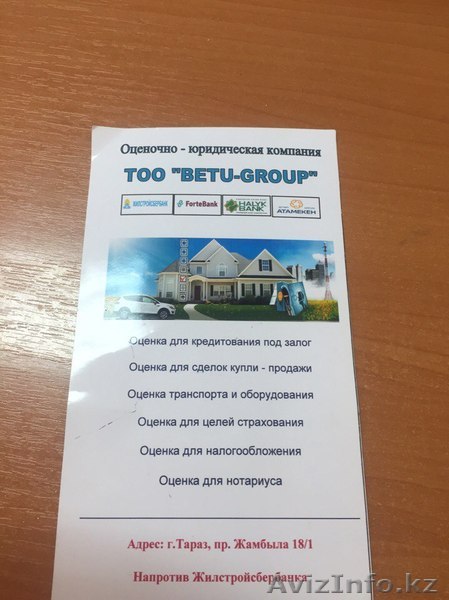 Оценочно - юридическая компания
ТОО "BETU-GROUP"
ЖИЛСТРОЙСБЕРБАНК ForteBank HALYK BANK АТАМЕКЕН
Оценка для кредитования под залог
Оценка для сделок купли - продажи
Оценка транспорта и оборудования
Оценка для целей страхования
Оценка для налогообложения
Оценка для нотариуса
Адрес: г.Тараз, пр. Жамбыла 18/1
Напротив Жилстройсбербанка
AvizInfo.kz